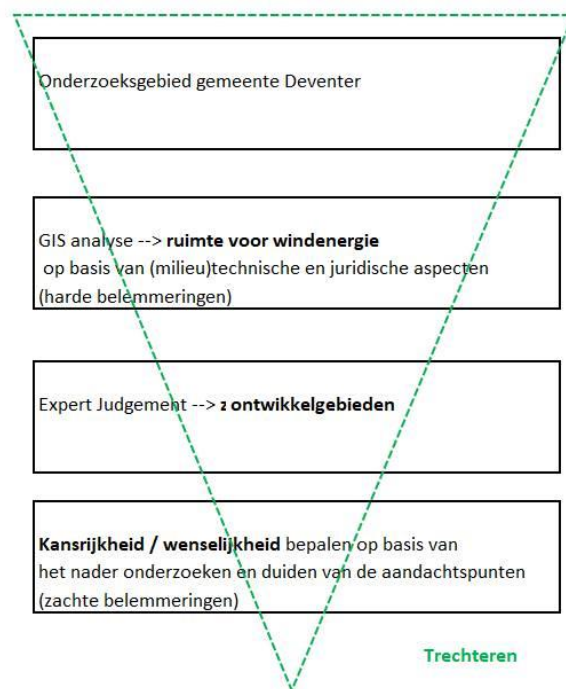 Onderzoeksgebied gemeente Deventer
GIS analyse --> ruimte voor windenergie
op basis van (milieu)technische en juridische aspecten
(harde belemmeringen)
Expert Judgement --> z ontwikkelgebieden
Kansrijkheid / wenselijkheid bepalen op basis van
het nader onderzoeken en duiden van de aandachtspunten
(zachte belemmeringen)
Trechteren